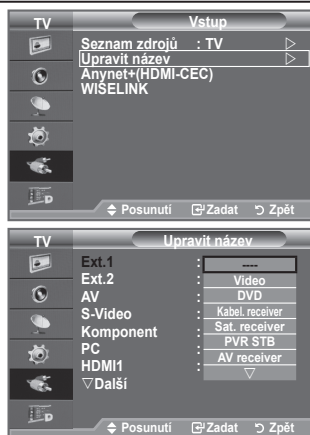 TV Vstup
Seznam zdrojů : TV ▷
Upravit název ▷
Anynet+(HDMI-CEC)
WISELINK
Posunutí Zadat Zpět
TV Upravit název
Ext.1 : ----
Ext.2 : Video
AV : DVD
S-Video : Kabel. receiver
Komponent : Sat. receiver
PC : PVR STB
HDMI1 : AV receiver
▽Další ▽
Posunutí Zadat Zpět